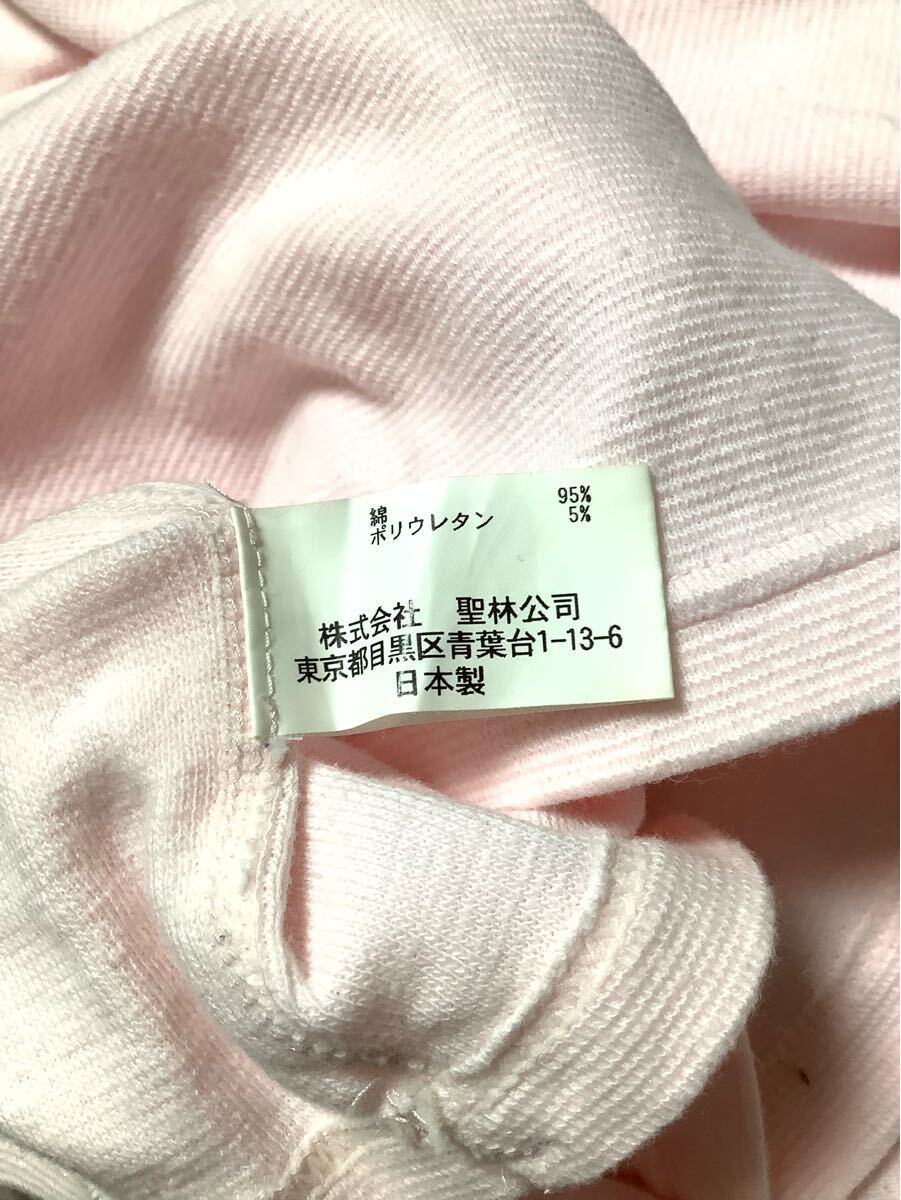 綿 95%
ポリウレタン 5%
株式会社 聖林公司
東京都目黒区青葉台1-13-6
日本製